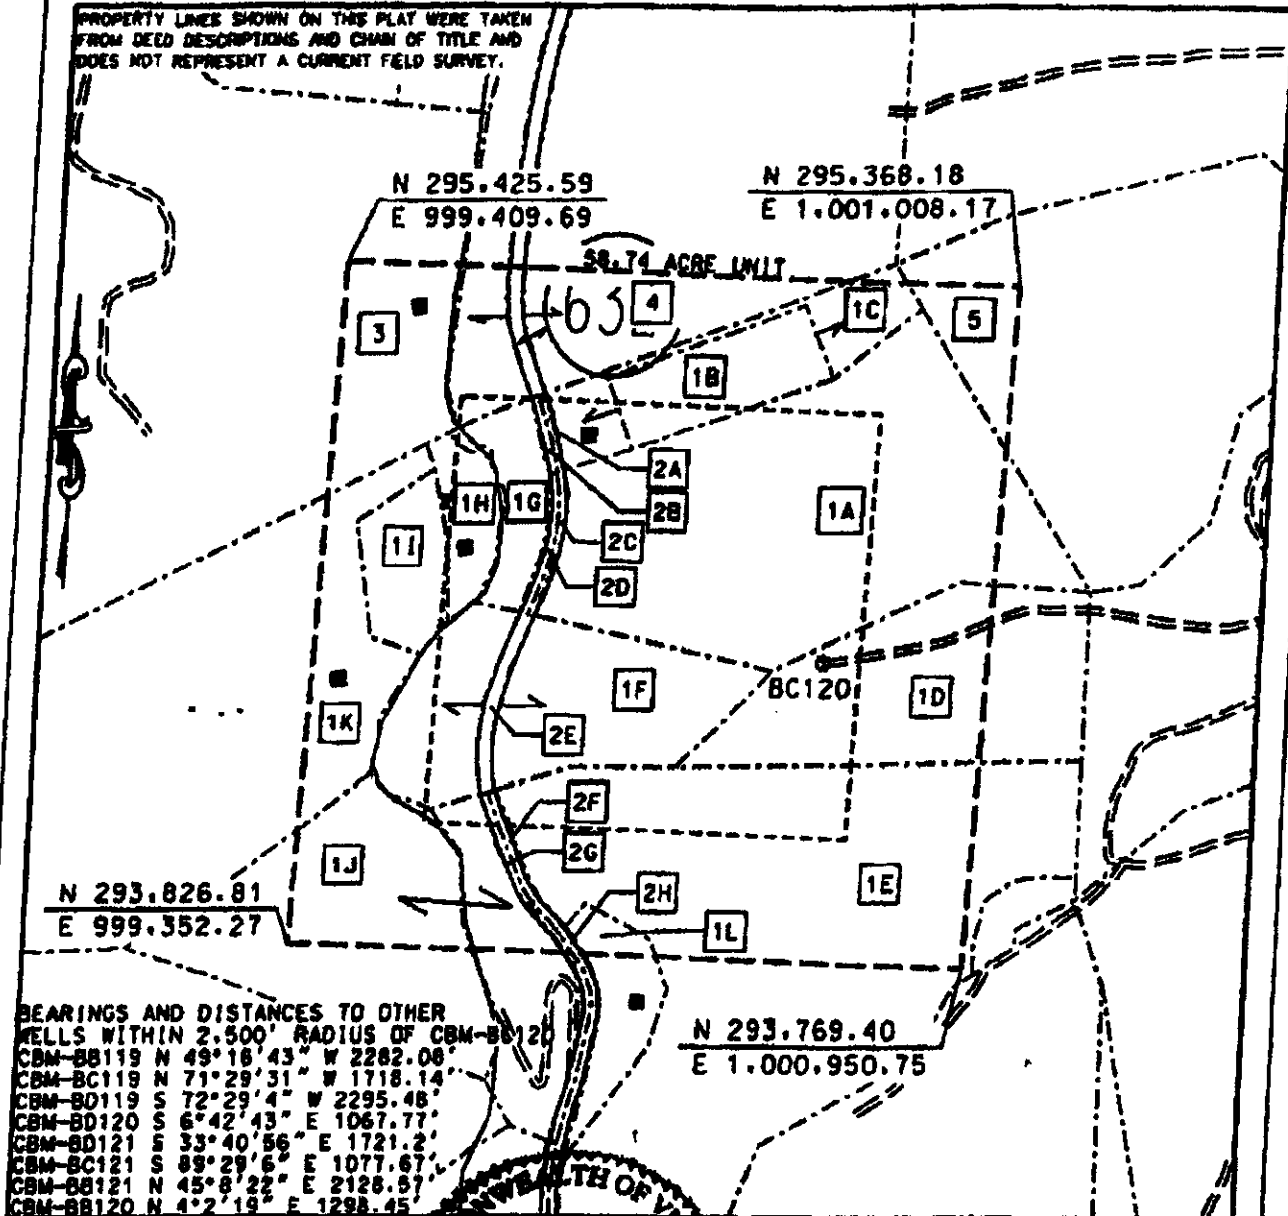 PROPERTY LINES SHOWN ON THIS PLAT WERE TAKEN
FROM DEED DESCRIPTIONS AND CHAIN OF TITLE AND
DOES NOT REPRESENT A CURRENT FIELD SURVEY.
N 295.425.59
E 999.409.69
N 295.368.18
E 1.001.008.17
58.74 ACRE UNIT
3
63
4
1C
5
1B
2A
1H
1G
2B
1A
1I
2C
2D
1F
BC120
1D
1K
2E
2F
2G
1J
1E
2H
1L
N 293.826.81
E 999.352.27
N 293.769.40
E 1.000.950.75
BEARINGS AND DISTANCES TO OTHER
WELLS WITHIN 2.500' RADIUS OF CBM-BC120
CBM-BB119 N 49°16'43" W 2282.08'
CBM-BC119 N 71°29'31" W 1718.14'
CBM-BD119 S 72°29'4" W 2295.48'
CBM-BD120 S 6°42'43" E 1067.77'
CBM-BD121 S 33°40'56" E 1721.2'
CBM-BC121 S 89°29'6" E 1077.67'
CBM-BB121 N 45°8'22" E 2128.57'
CBM-BB120 N 4°2'19" E 1298.45'
NWEALTH OF V